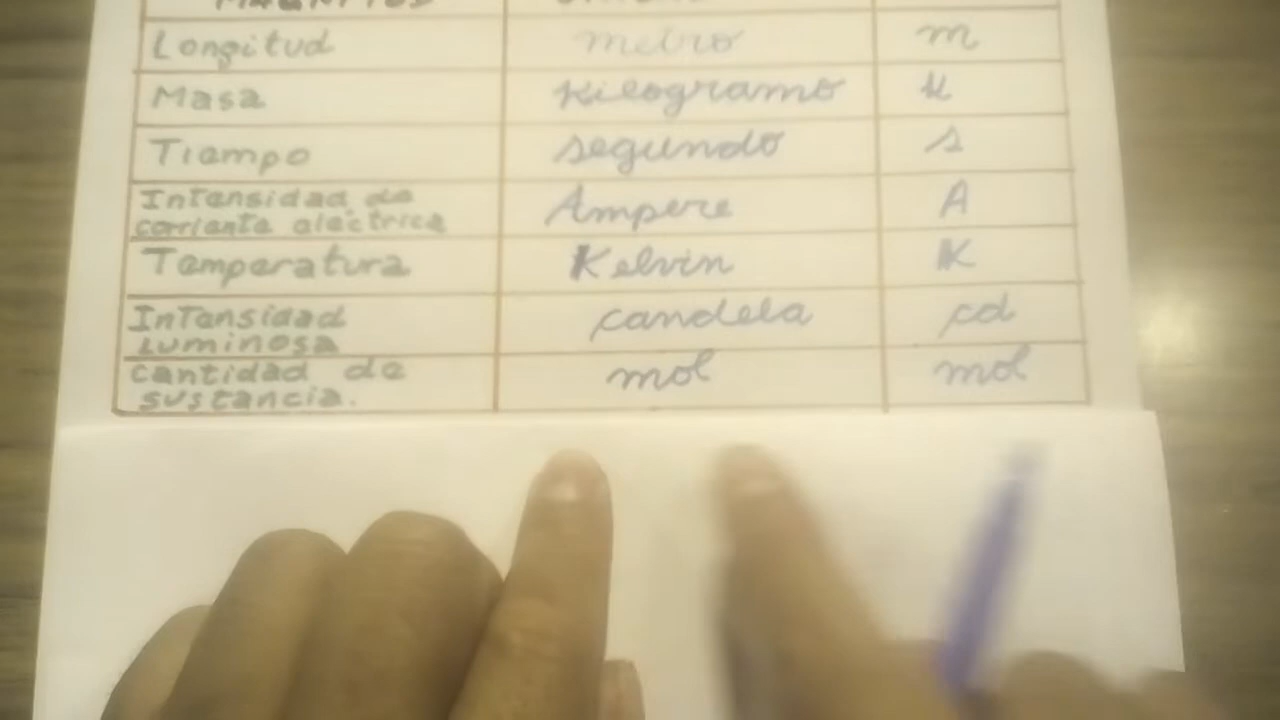 MAGNITUD
Longitud metro m
Masa Kilogramo k
Tiempo segundo s
Intensidad de
corriente eléctrica Ampere A
Temperatura Kelvin K
Intensidad
Luminosa candela cd
cantidad de
sustancia. mol mol